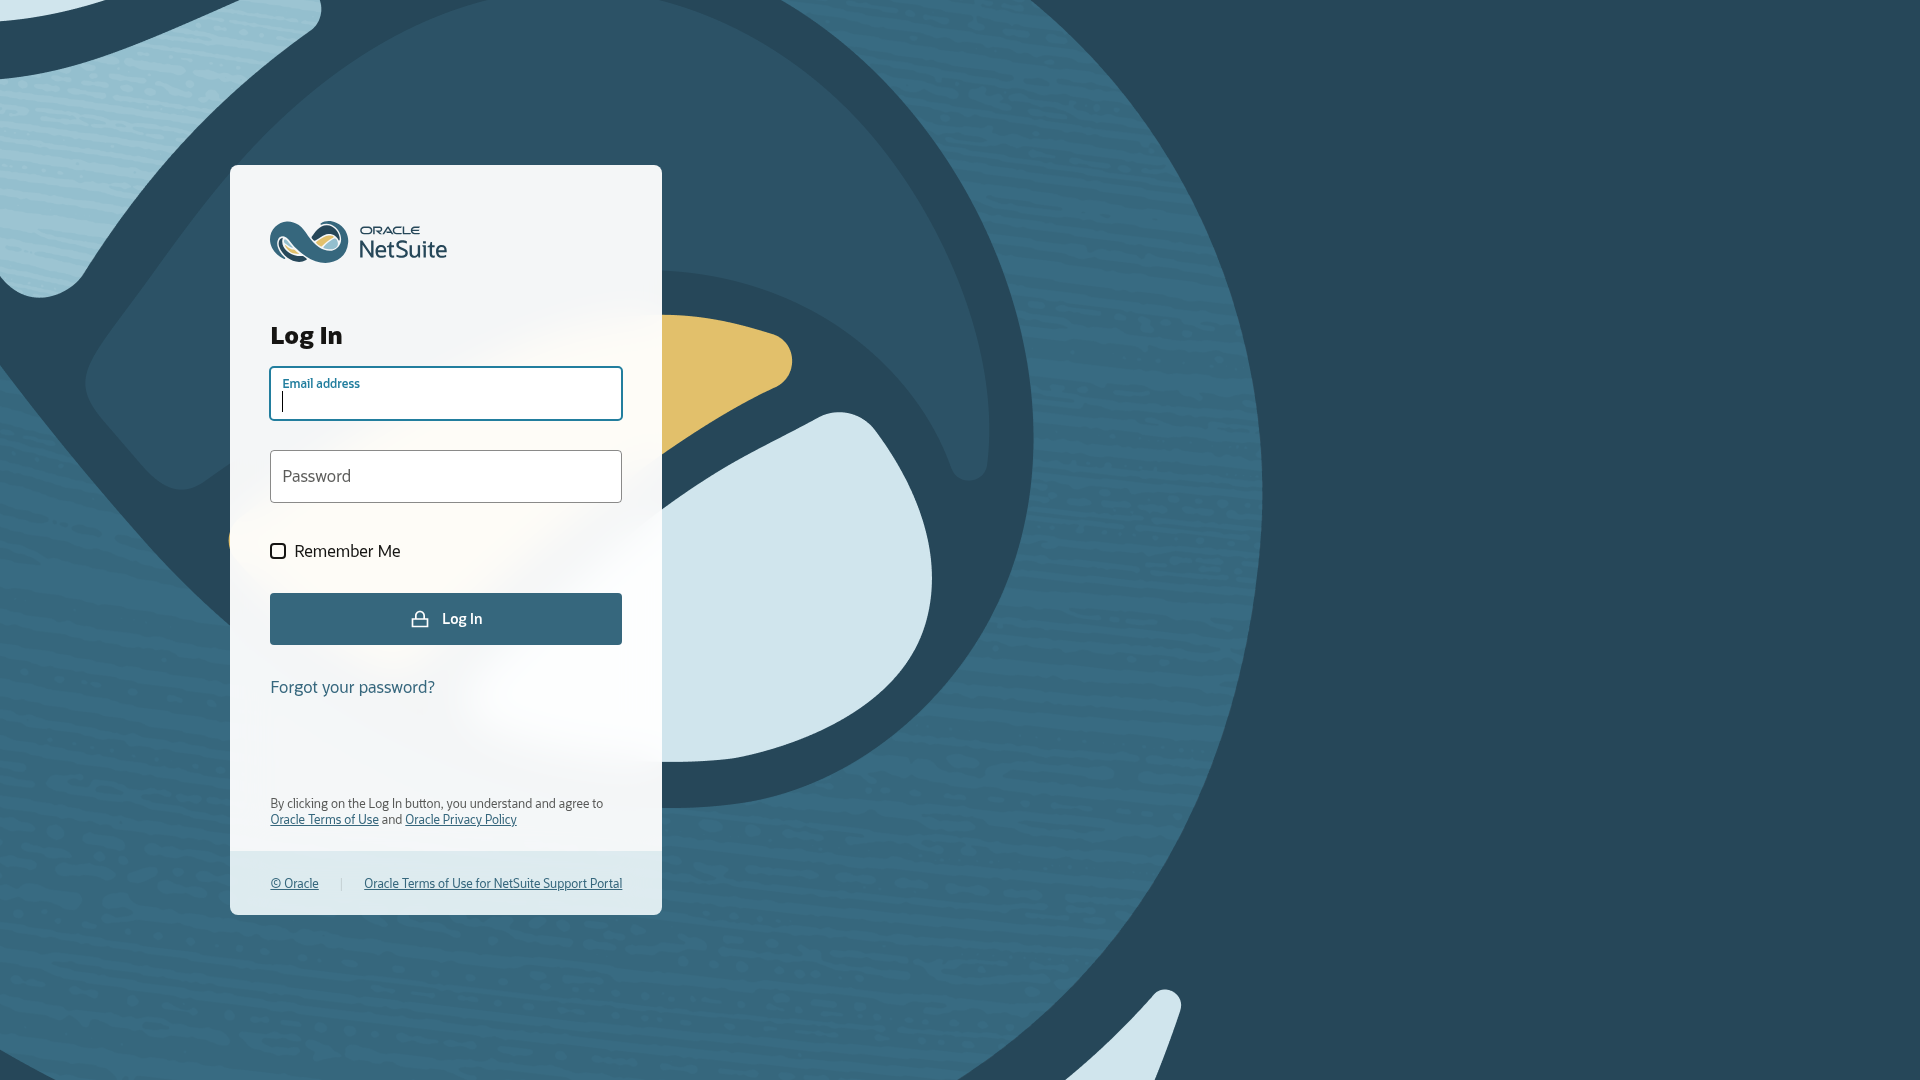 ORACLE
NetSuite
Log In
Email address
Password
Remember Me
Log In
Forgot your password?
By clicking on the Log In button, you understand and agree to
Oracle Terms of Use and Oracle Privacy Policy
© Oracle | Oracle Terms of Use for NetSuite Support Portal